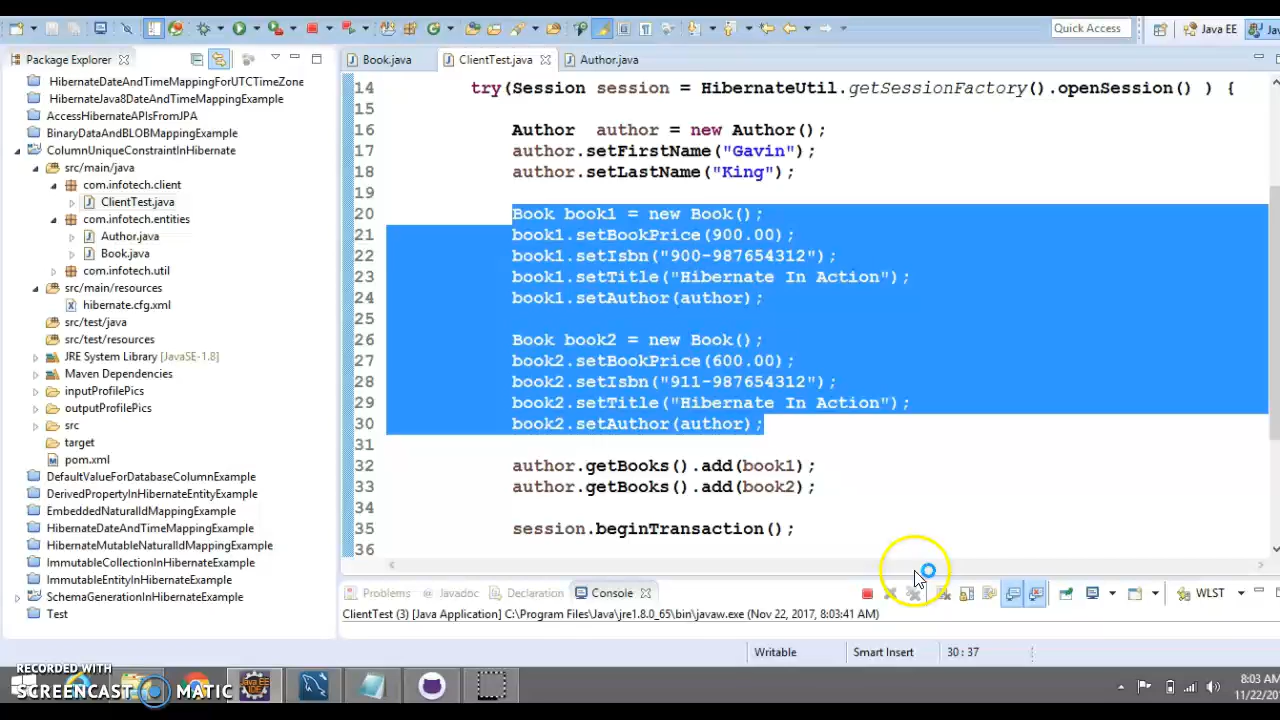 Quick Access
Java EE
Jav
Package Explorer
HibernateDateAndTimeMappingForUTCTimeZone
HibernateJava8DateAndTimeMappingExample
AccessHibernateAPIsFromJPA
BinaryDataAndBLOBMappingExample
ColumnUniqueConstraintInHibernate
src/main/java
com.infotech.client
ClientTest.java
com.infotech.entities
Author.java
Book.java
com.infotech.util
src/main/resources
hibernate.cfg.xml
src/test/java
src/test/resources
JRE System Library [JavaSE-1.8]
Maven Dependencies
inputProfilePics
outputProfilePics
src
target
pom.xml
DefaultValueForDatabaseColumnExample
DerivedPropertyInHibernateEntityExample
EmbeddedNaturalIdMappingExample
HibernateDateAndTimeMappingExample
HibernateMutableNaturalIdMappingExample
ImmutableCollectionInHibernateExample
ImmutableEntityInHibernateExample
SchemaGenerationInHibernateExample
Test
Book.java
ClientTest.java
Author.java
14 try(Session session = HibernateUtil.getSessionFactory().openSession() ) {
15
16 Author author = new Author();
17 author.setFirstName("Gavin");
18 author.setLastName("King");
19
20 Book book1 = new Book();
21 book1.setBookPrice(900.00);
22 book1.setIsbn("900-987654312");
23 book1.setTitle("Hibernate In Action");
24 book1.setAuthor(author);
25
26 Book book2 = new Book();
27 book2.setBookPrice(600.00);
28 book2.setIsbn("911-987654312");
29 book2.setTitle("Hibernate In Action");
30 book2.setAuthor(author);
31
32 author.getBooks().add(book1);
33 author.getBooks().add(book2);
34
35 session.beginTransaction();
36
Problems @ Javadoc Declaration Console
WLST
ClientTest (3) [Java Application] C:\Program Files\Java\jre1.8.0_65\bin\javaw.exe (Nov 22, 2017, 8:03:41 AM)
Writable
Smart Insert
30 : 37
RECORDED WITH
SCREENCAST MATIC
Java EE
IDE
8:03 AM
11/22/20